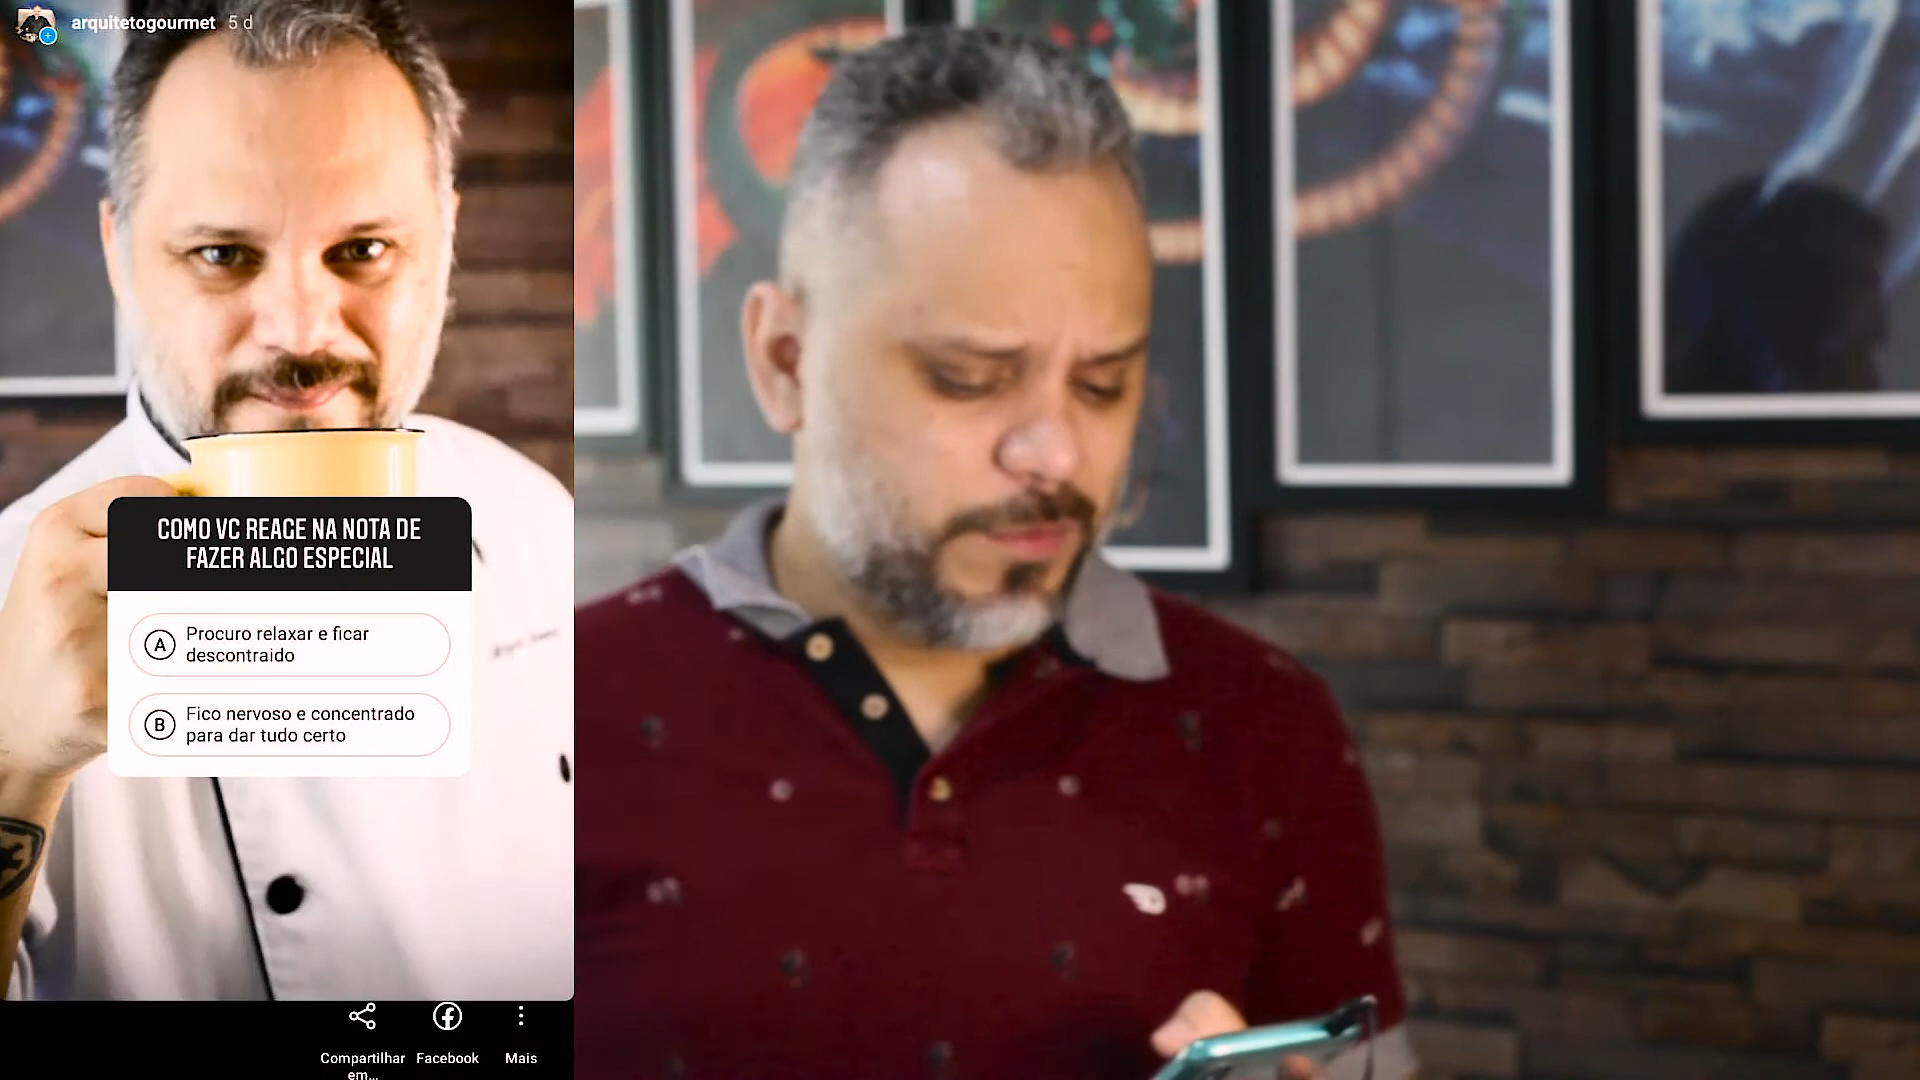 arquitetogourmet 5 d
COMO VC REAGE NA NOTA DE
FAZER ALGO ESPECIAL
A Procuro relaxar e ficar
descontraido
B Fico nervoso e concentrado
para dar tudo certo
Compartilhar Facebook Mais
em...